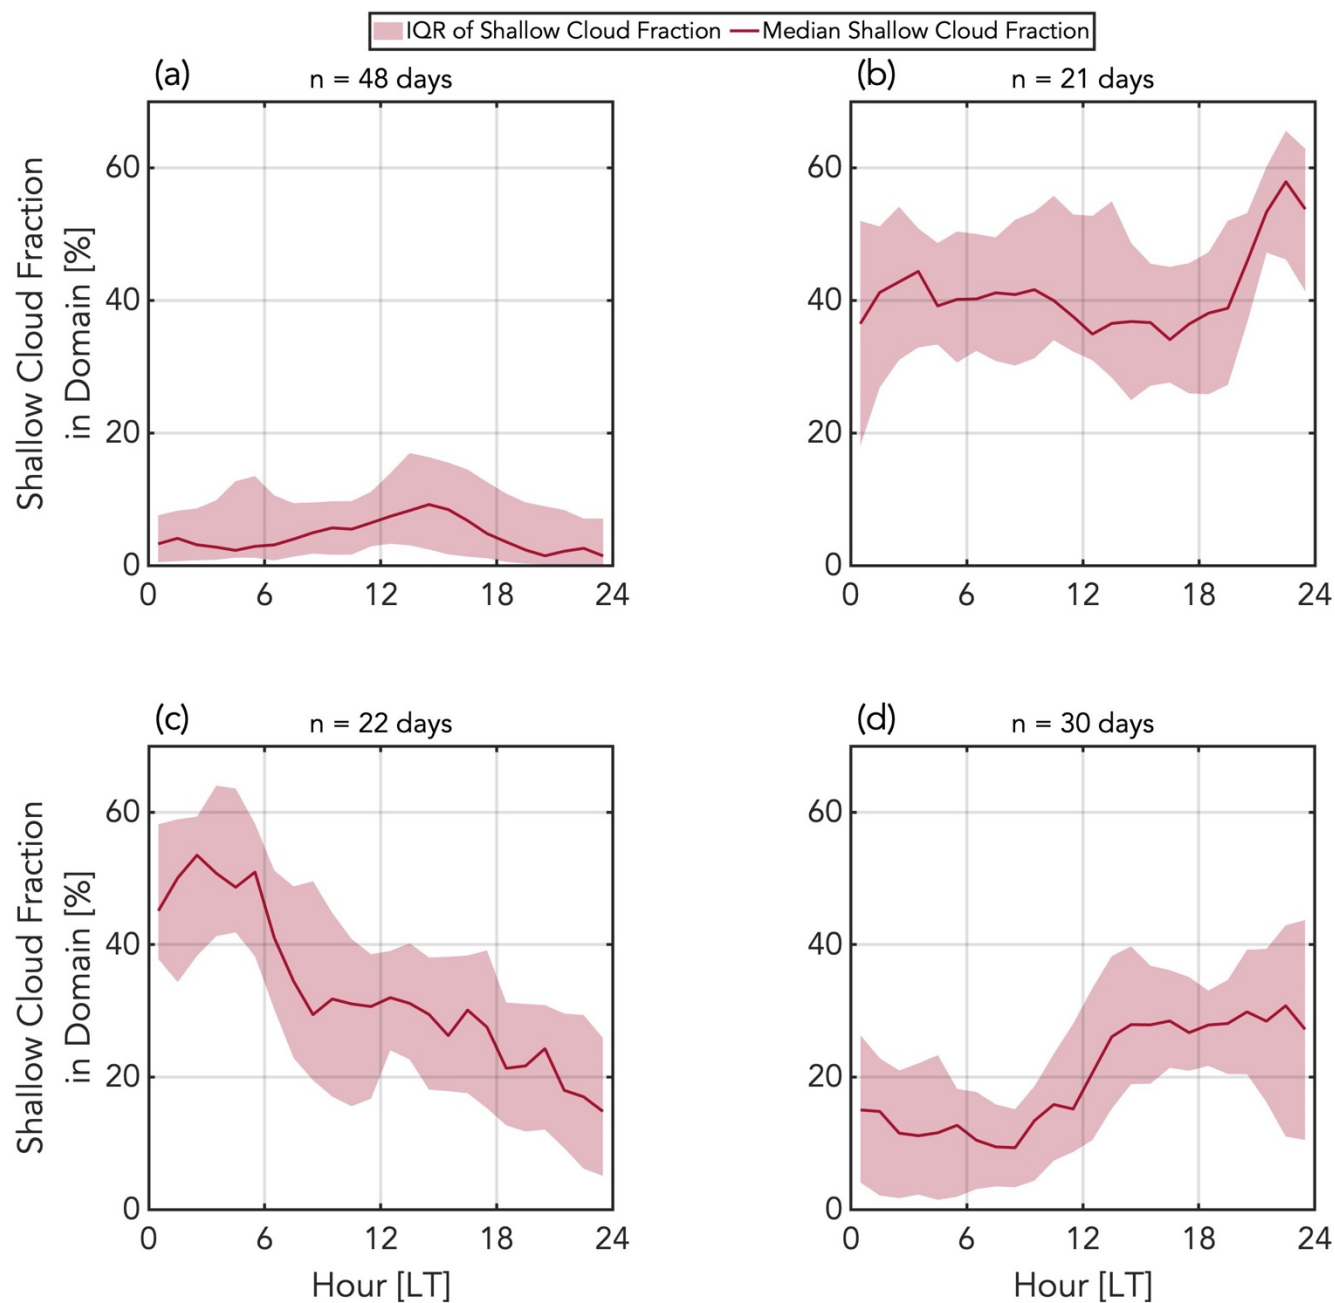 IQR of Shallow Cloud Fraction Median Shallow Cloud Fraction
(a) n = 48 days
Shallow Cloud Fraction
in Domain [%]
60
40
20
0
0 6 12 18 24
(b) n = 21 days
60
40
20
0
0 6 12 18 24
(c) n = 22 days
Shallow Cloud Fraction
in Domain [%]
60
40
20
0
0 6 12 18 24
Hour [LT]
(d) n = 30 days
60
40
20
0
0 6 12 18 24
Hour [LT]